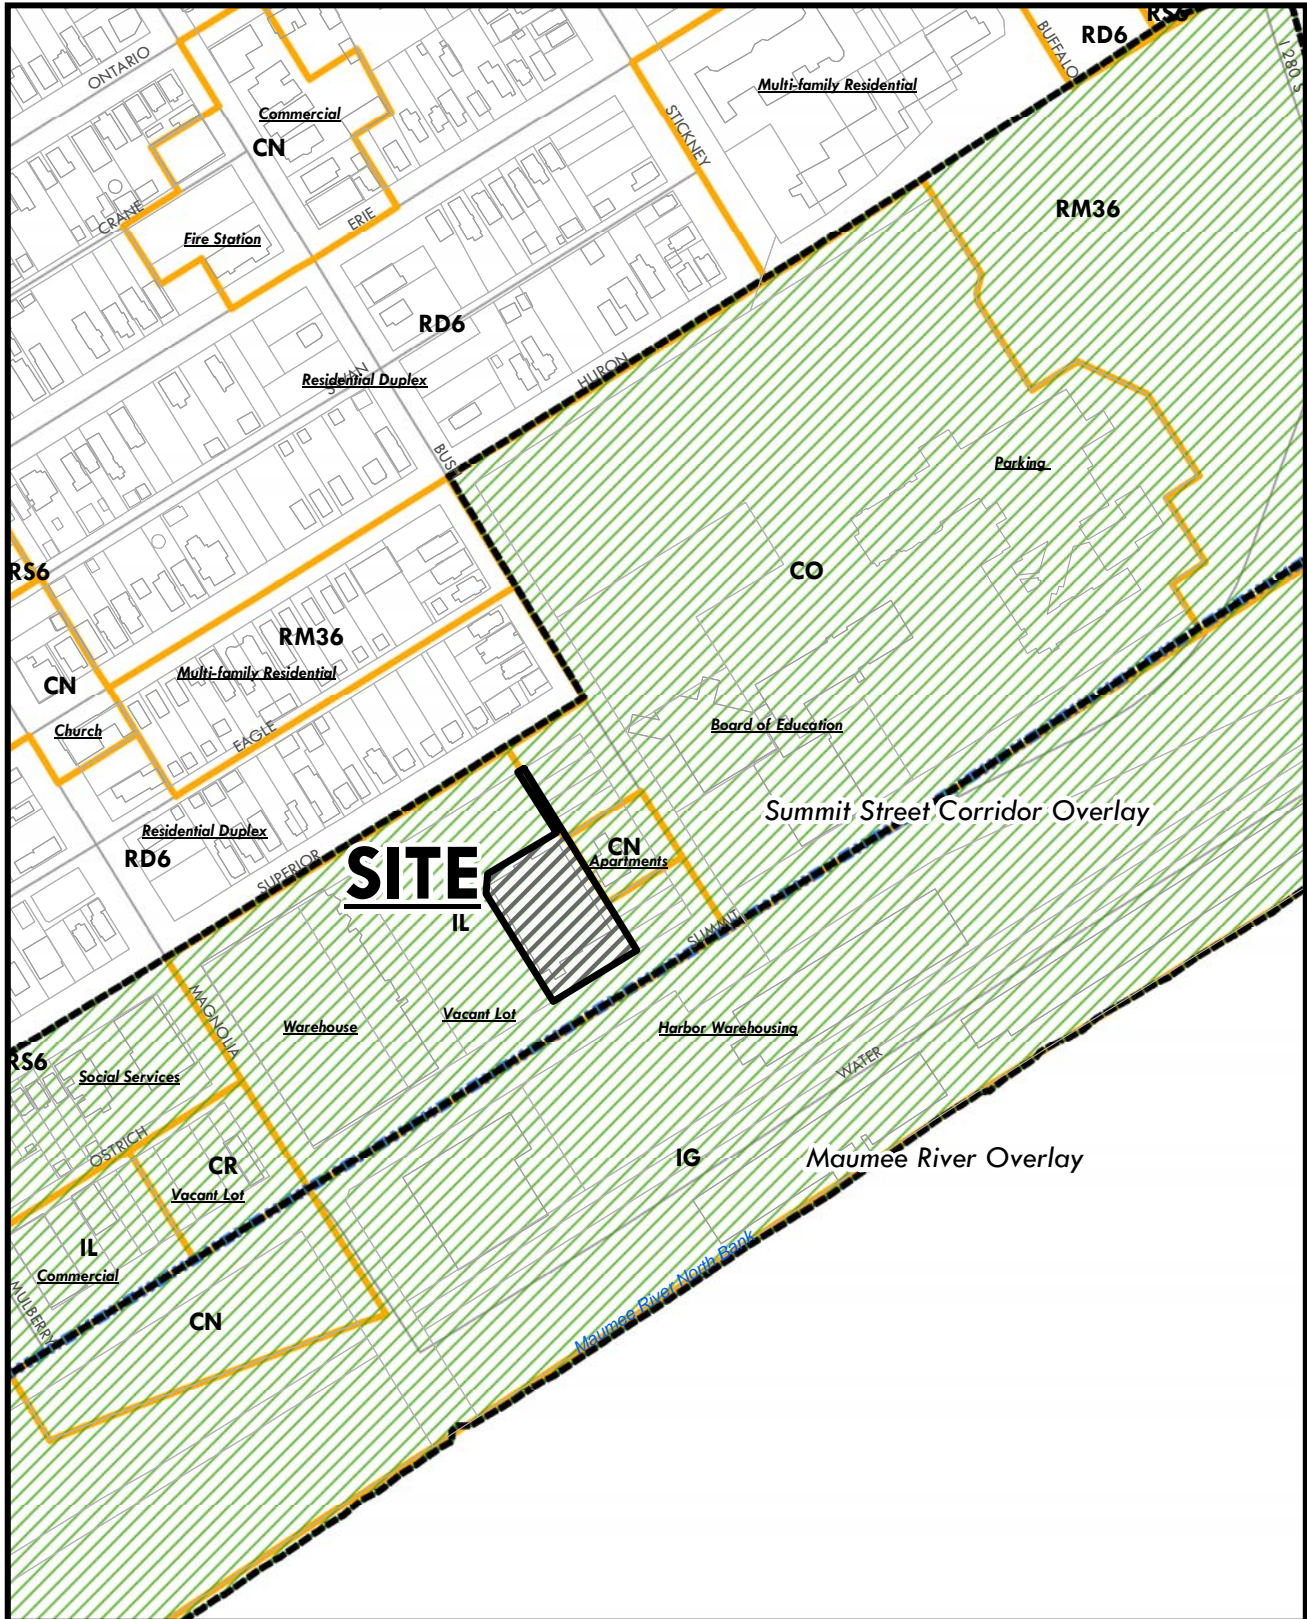 RS6
RD6
BUFFALO
I 280 S
ONTARIO
Multi-family Residential
Commercial
CN
STICKNEY
CRANE
ERIE
RM36
Fire Station
RD6
HURON
Residential Duplex
BUSH
Parking
RS6
CO
RM36
Multi-family Residential
CN
Church
EAGLE
Board of Education
Summit Street Corridor Overlay
Residential Duplex
RD6
SUPERIOR
SITE
CN
Apartments
IL
SUMMIT
MAGNOLIA
Vacant Lot
Warehouse
Harbor Warehousing
RS6
WATER
Social Services
OSTRICH
CR
IG
Maumee River Overlay
Vacant Lot
IL
Commercial
Maumee River North Bank
MULBERRY
CN